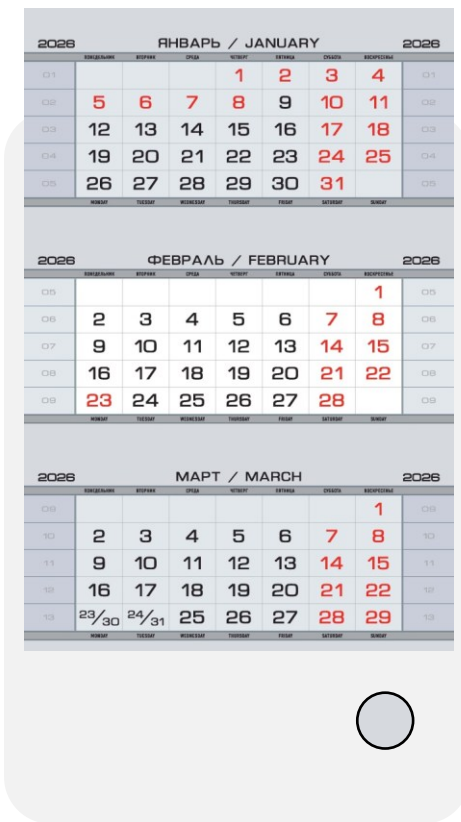 2026 ЯНВАРЬ / JANUARY 2026
ПОНЕДЕЛЬНИК ВТОРНИК СРЕДА ЧЕТВЕРГ ПЯТНИЦА СУББОТА ВОСКРЕСЕНЬЕ
01 1 2 3 4 01
02 5 6 7 8 9 10 11 02
03 12 13 14 15 16 17 18 03
04 19 20 21 22 23 24 25 04
05 26 27 28 29 30 31 05
MONDAY TUESDAY WEDNESDAY THURSDAY FRIDAY SATURDAY SUNDAY
2026 ФЕВРАЛЬ / FEBRUARY 2026
ПОНЕДЕЛЬНИК ВТОРНИК СРЕДА ЧЕТВЕРГ ПЯТНИЦА СУББОТА ВОСКРЕСЕНЬЕ
05 1 05
06 2 3 4 5 6 7 8 06
07 9 10 11 12 13 14 15 07
08 16 17 18 19 20 21 22 08
09 23 24 25 26 27 28 09
MONDAY TUESDAY WEDNESDAY THURSDAY FRIDAY SATURDAY SUNDAY
2026 МАРТ / MARCH 2026
ПОНЕДЕЛЬНИК ВТОРНИК СРЕДА ЧЕТВЕРГ ПЯТНИЦА СУББОТА ВОСКРЕСЕНЬЕ
09 1 09
10 2 3 4 5 6 7 8 10
11 9 10 11 12 13 14 15 11
12 16 17 18 19 20 21 22 12
13 23/30 24/31 25 26 27 28 29 13
MONDAY TUESDAY WEDNESDAY THURSDAY FRIDAY SATURDAY SUNDAY